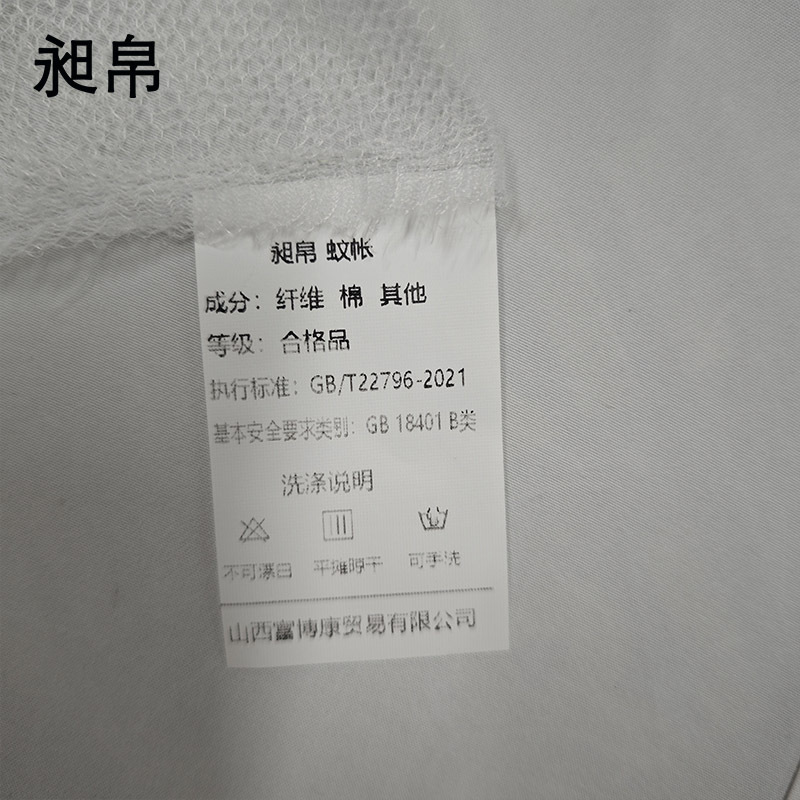 昶帛
昶帛 蚊帐
成分：纤维 棉 其他
等级：合格品
执行标准：GB/T22796-2021
基本安全要求类别：GB 18401 B类
洗涤说明
不可漂白 平摊晾干 可手洗
山西富博康贸易有限公司